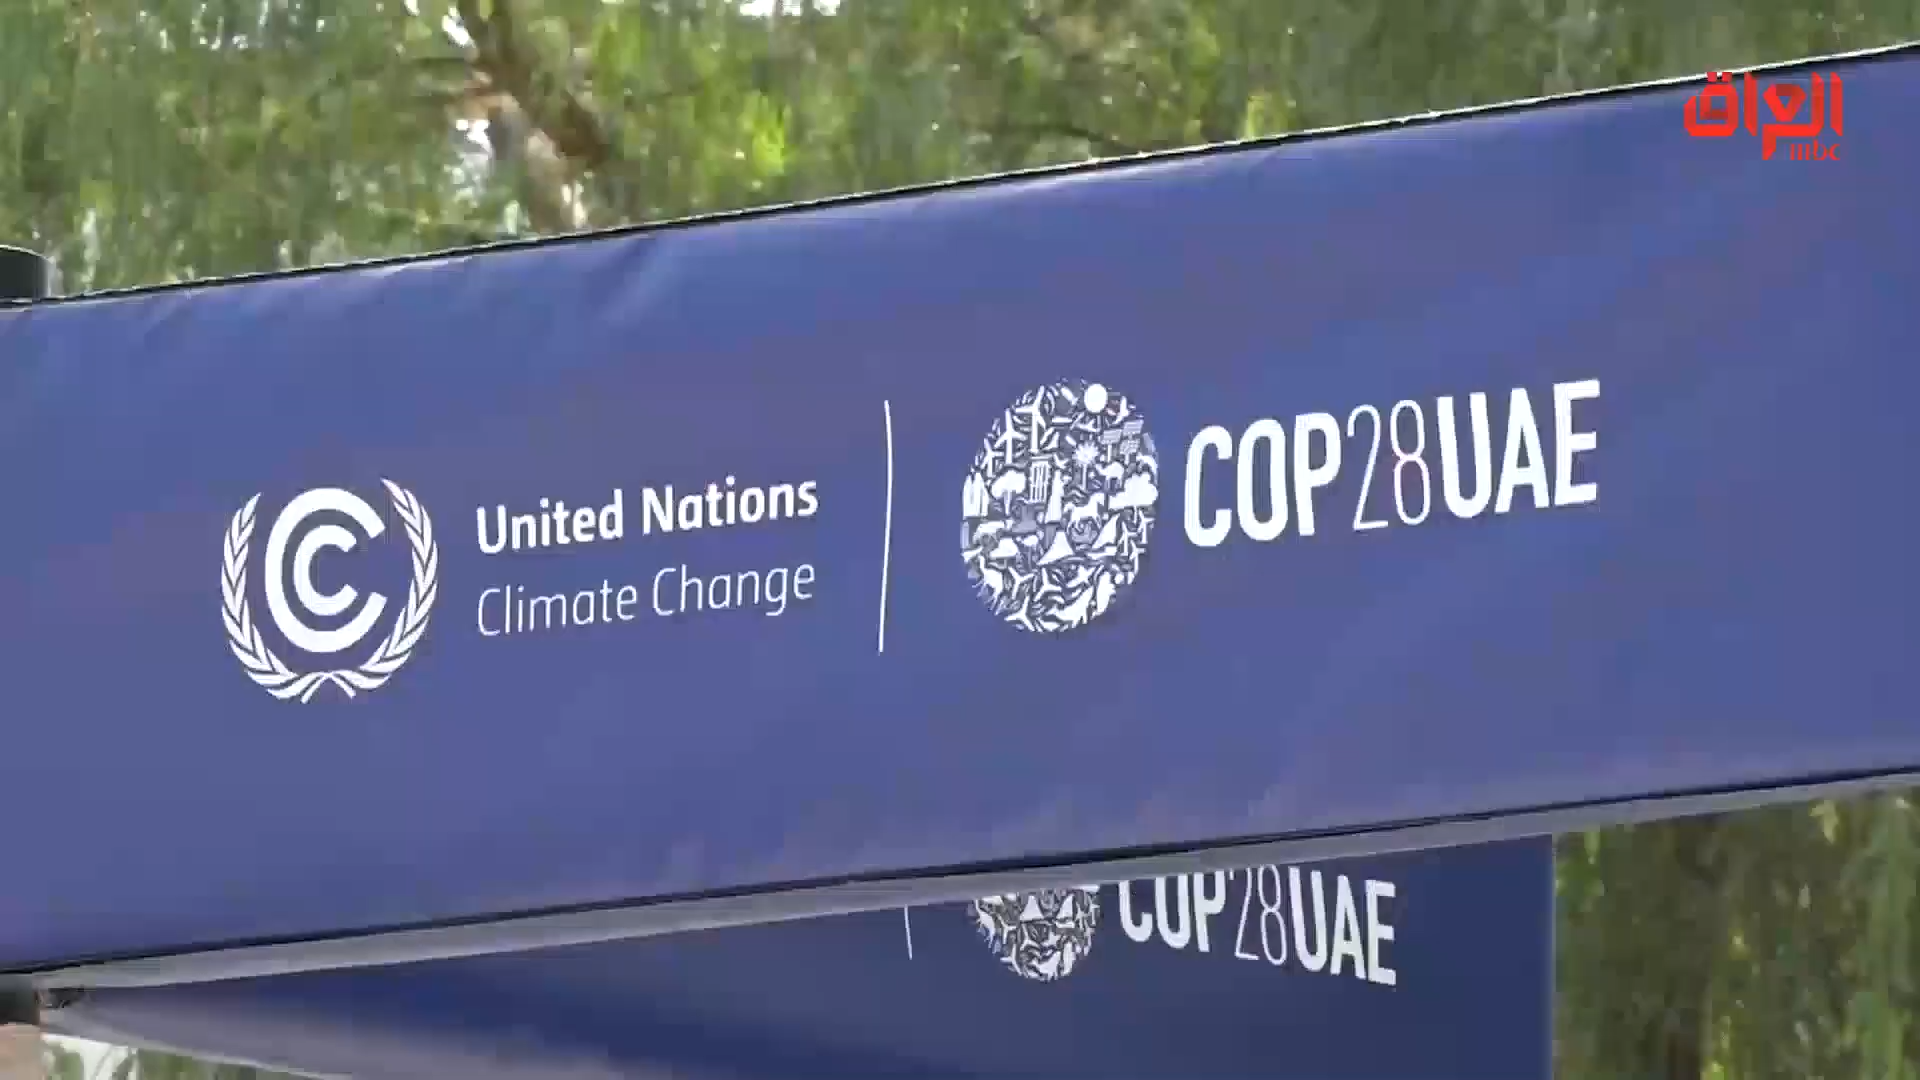 العراق
mbc
United Nations
Climate Change
COP28UAE
COP28UAE